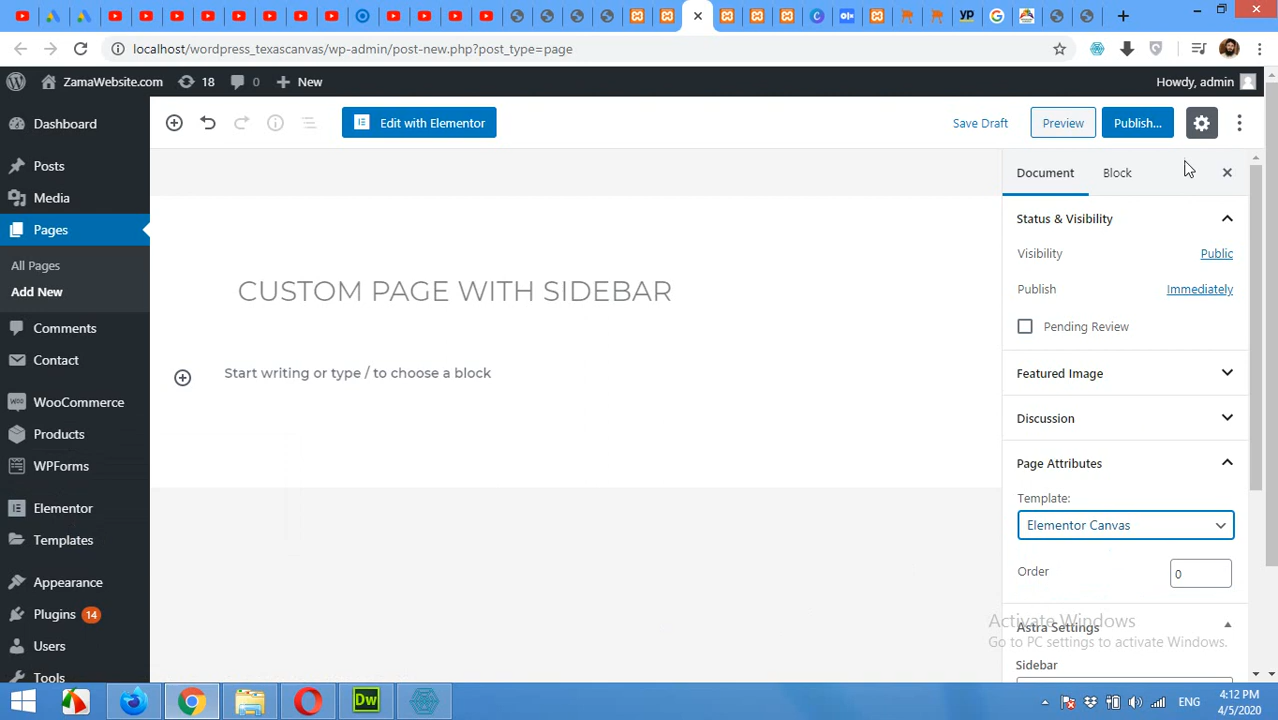 localhost/wordpress_texascanvas/wp-admin/post-new.php?post_type=page
ZamaWebsite.com 18 0 New Howdy, admin
Dashboard
Posts
Media
Pages
All Pages
Add New
Comments
Contact
WooCommerce
Products
WPForms
Elementor
Templates
Appearance
Plugins 14
Users
Tools
Edit with Elementor Save Draft Preview Publish...
CUSTOM PAGE WITH SIDEBAR
Start writing or type / to choose a block
Document Block
Status & Visibility
Visibility Public
Publish Immediately
Pending Review
Featured Image
Discussion
Page Attributes
Template:
Elementor Canvas
Order 0
Activate Windows
Astra Settings
Go to PC settings to activate Windows.
Sidebar
Dw
ENG
4:12 PM
4/5/2020